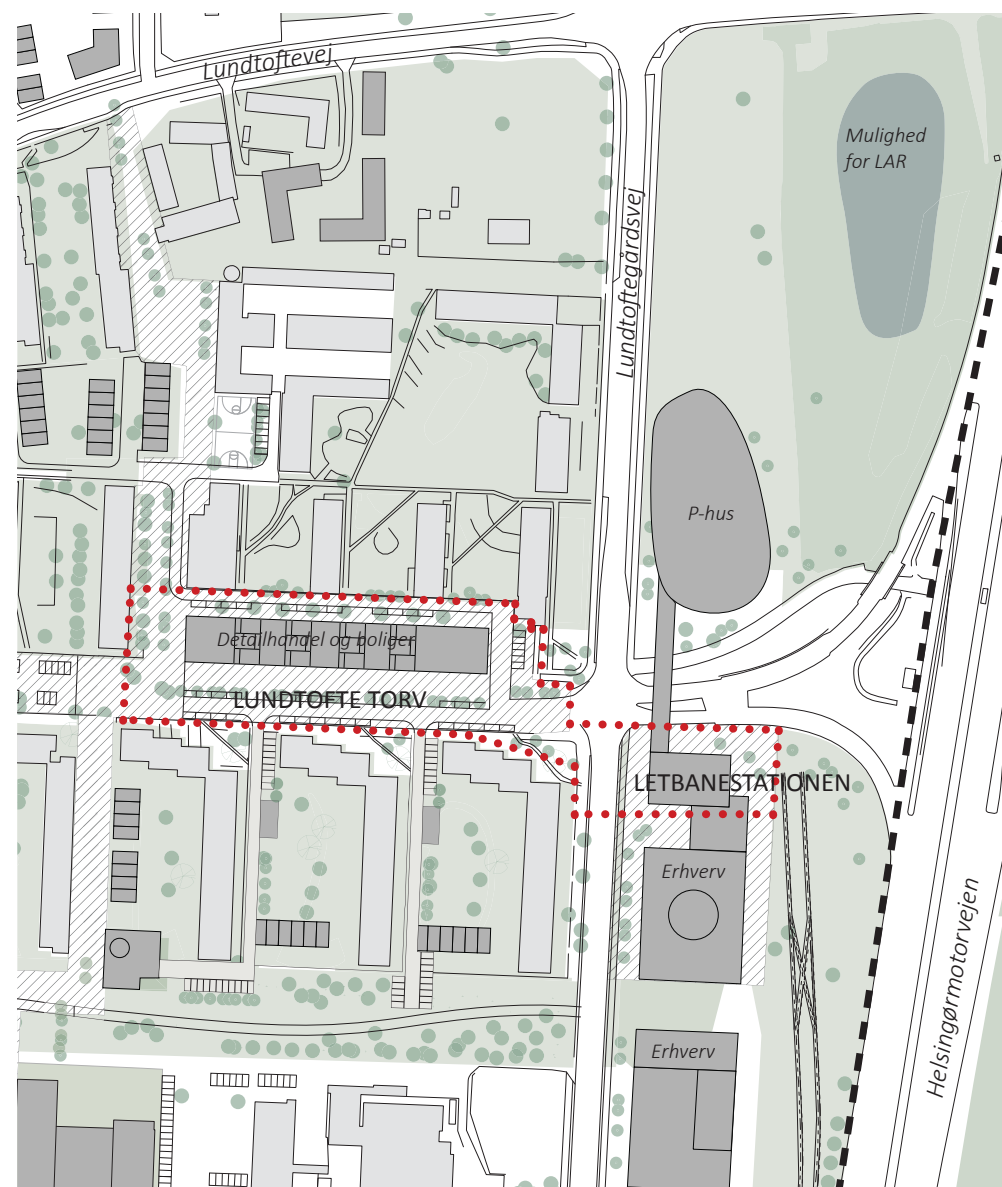 Lundtoftevej
Mulighed
for LAR
Lundtoftegårdsvej
P-hus
Detailhandel og boliger
LUNDTOFTE TORV
LETBANESTATIONEN
Erhverv
Helsingørmotorvejen
Erhverv